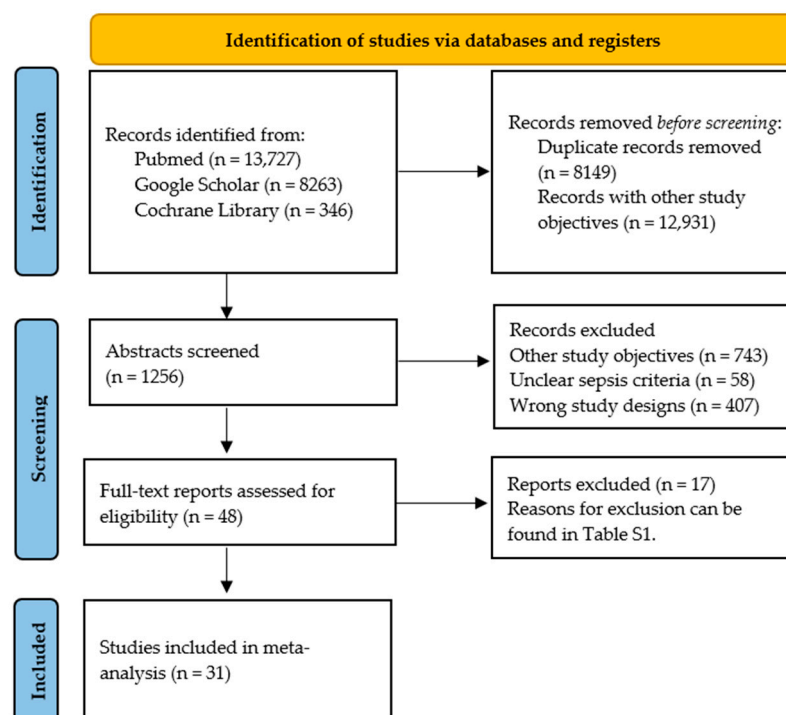 Identification of studies via databases and registers
Identification
Records identified from:
Pubmed (n = 13,727)
Google Scholar (n = 8263)
Cochrane Library (n = 346)
Records removed before screening:
Duplicate records removed
(n = 8149)
Records with other study
objectives (n = 12,931)
Screening
Abstracts screened
(n = 1256)
Records excluded
Other study objectives (n = 743)
Unclear sepsis criteria (n = 58)
Wrong study designs (n = 407)
Full-text reports assessed for
eligibility (n = 48)
Reports excluded (n = 17)
Reasons for exclusion can be
found in Table S1.
Included
Studies included in meta-
analysis (n = 31)